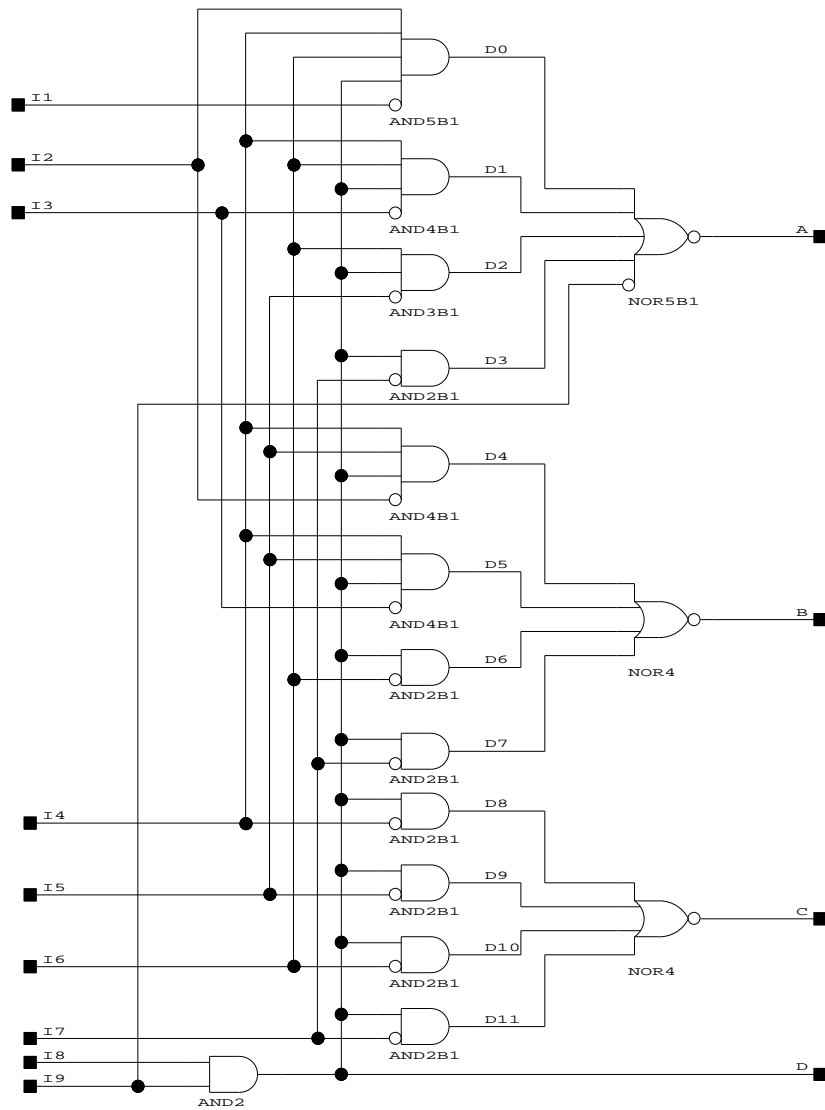 D0
I1
AND5B1
I2
D1
A
I3
AND4B1
D2
NOR5B1
AND3B1
D3
AND2B1
D4
AND4B1
D5
B
AND4B1
D6
NOR4
AND2B1
D7
AND2B1
D8
I4
AND2B1
D9
I5
C
AND2B1
D10
I6
NOR4
AND2B1
D11
I7
AND2B1
I8
D
I9
AND2